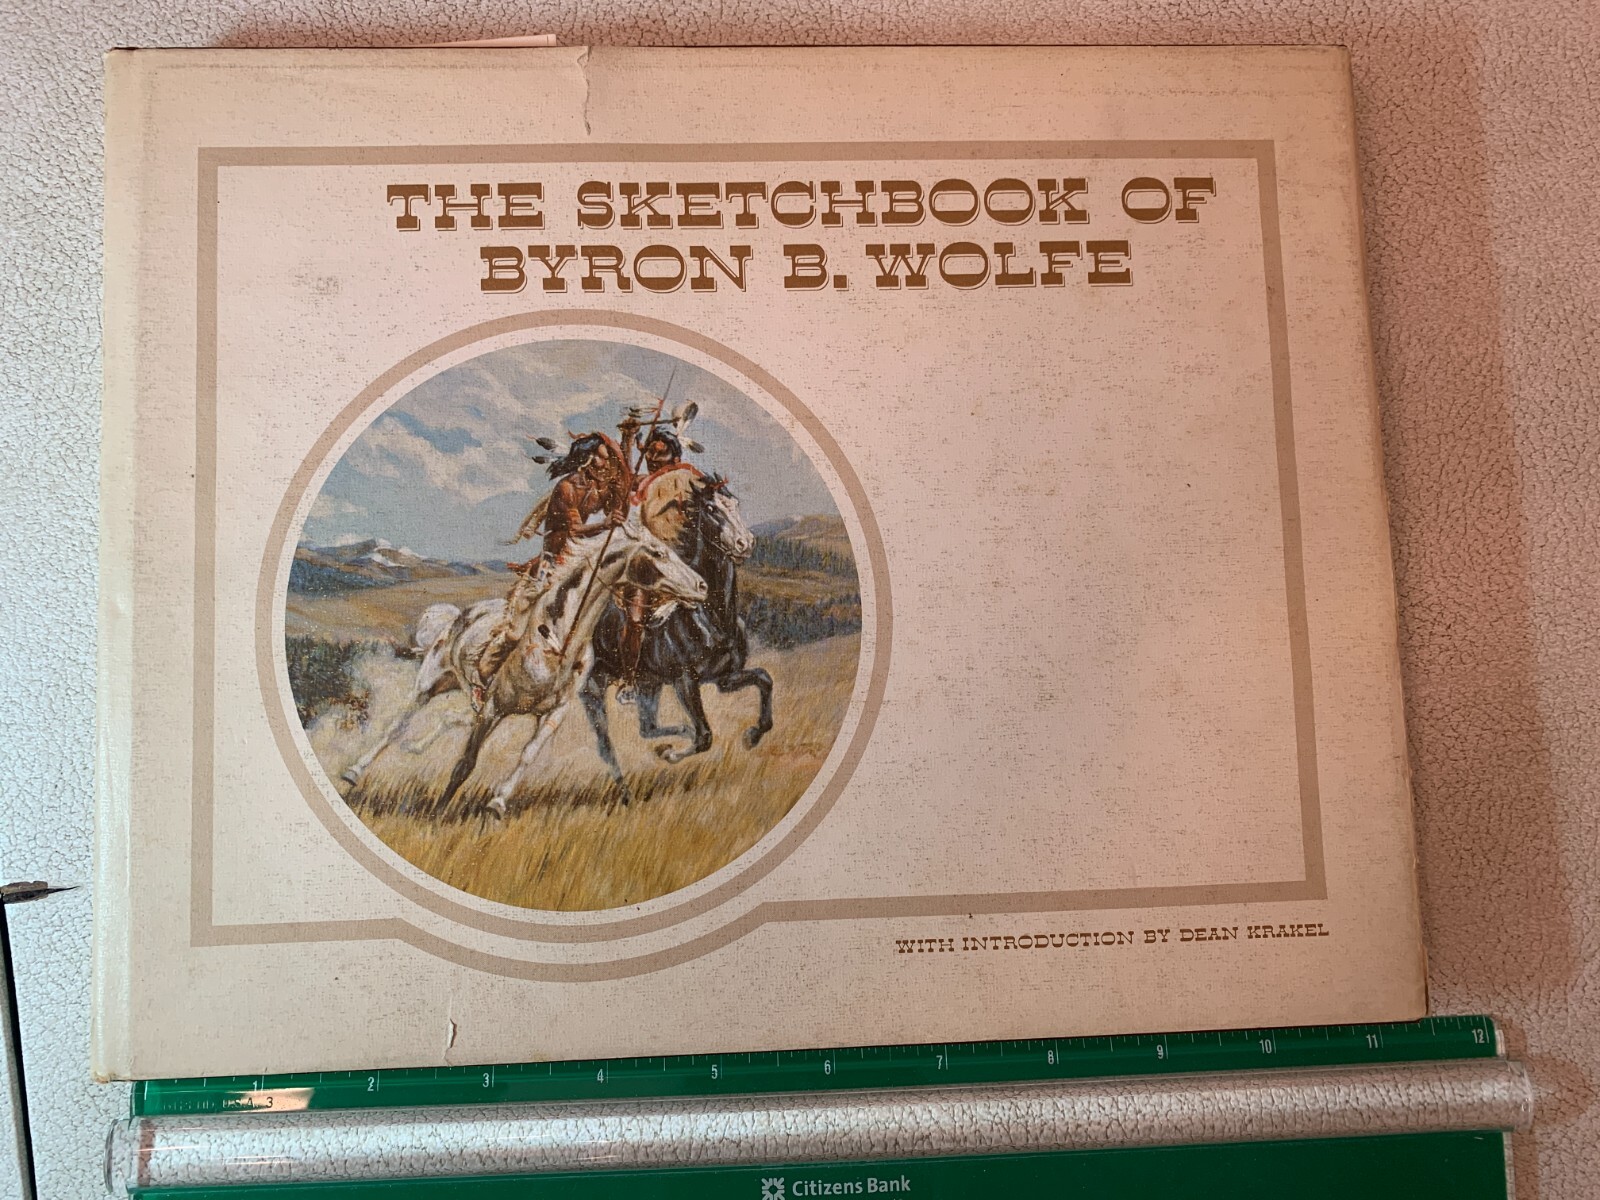 THE SKETCHBOOK OF
BYRON B. WOLFE
WITH INTRODUCTION BY DEAN KRAKEL
1 2 3 4 5 6 7 8 9 10 11 12
U.S.A. 3
Citizens Bank